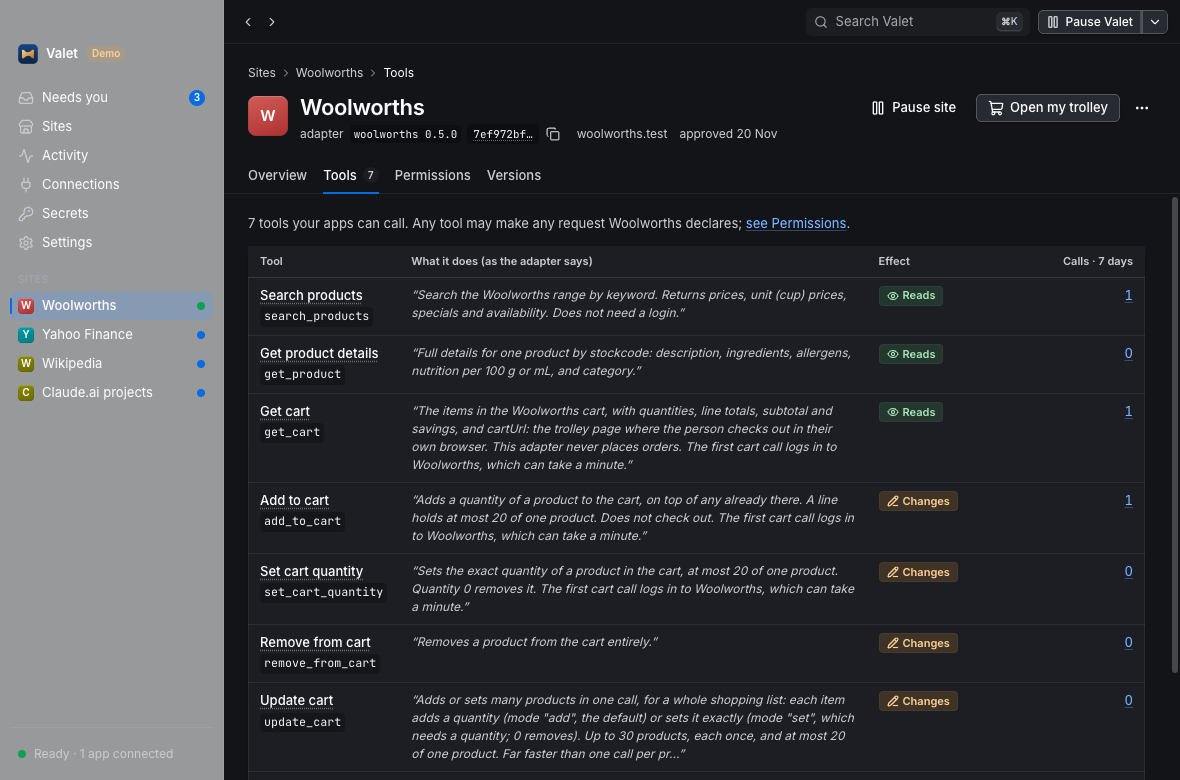 Search Valet
⌘K
Pause Valet
Valet
Demo
Needs you
3
Sites
Activity
Connections
Secrets
Settings
SITES
W
Woolworths
Y
Yahoo Finance
W
Wikipedia
C
Claude.ai projects
Ready · 1 app connected
Sites
Woolworths
Tools
W
Woolworths
adapter woolworths 0.5.0 7ef972bf… woolworths.test approved 20 Nov
Pause site
Open my trolley
Overview
Tools 7
Permissions
Versions
7 tools your apps can call. Any tool may make any request Woolworths declares; see Permissions.
Tool
What it does (as the adapter says)
Effect
Calls · 7 days
Search products
search_products
“Search the Woolworths range by keyword. Returns prices, unit (cup) prices,
specials and availability. Does not need a login.”
Reads
1
Get product details
get_product
“Full details for one product by stockcode: description, ingredients, allergens,
nutrition per 100 g or mL, and category.”
Reads
0
Get cart
get_cart
“The items in the Woolworths cart, with quantities, line totals, subtotal and
savings, and cartUrl: the trolley page where the person checks out in their
own browser. This adapter never places orders. The first cart call logs in to
Woolworths, which can take a minute.”
Reads
1
Add to cart
add_to_cart
“Adds a quantity of a product to the cart, on top of any already there. A line
holds at most 20 of one product. Does not check out. The first cart call logs in
to Woolworths, which can take a minute.”
Changes
1
Set cart quantity
set_cart_quantity
“Sets the exact quantity of a product in the cart, at most 20 of one product.
Quantity 0 removes it. The first cart call logs in to Woolworths, which can take
a minute.”
Changes
0
Remove from cart
remove_from_cart
“Removes a product from the cart entirely.”
Changes
0
Update cart
update_cart
“Adds or sets many products in one call, for a whole shopping list: each item
adds a quantity (mode "add", the default) or sets it exactly (mode "set", which
needs a quantity; 0 removes). Up to 30 products, each once, and at most 20
of one product. Far faster than one call per pr…”
Changes
0